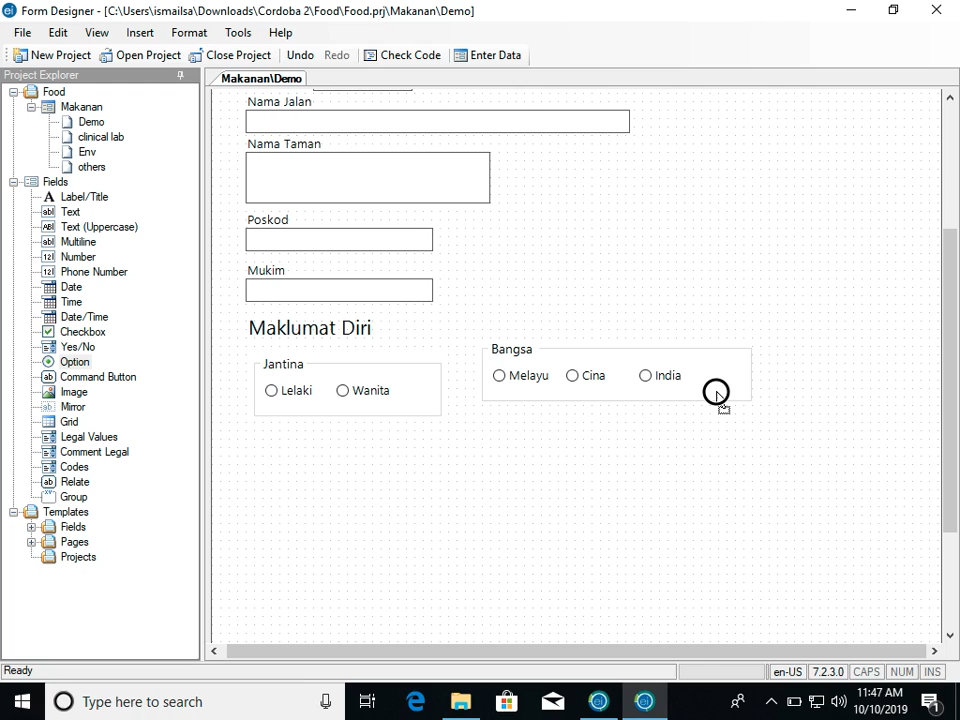 Form Designer - [C:\Users\ismailsa\Downloads\Cordoba 2\Food\Food.prj\Makanan\Demo]
File Edit View Insert Format Tools Help
New Project Open Project Close Project Undo Redo Check Code Enter Data
Project Explorer
Food
Makanan
Demo
clinical lab
Env
others
Fields
Label/Title
Text
Text (Uppercase)
Multiline
Number
Phone Number
Date
Time
Date/Time
Checkbox
Yes/No
Option
Command Button
Image
Mirror
Grid
Legal Values
Comment Legal
Codes
Relate
Group
Templates
Fields
Pages
Projects
Makanan\Demo
Nama Jalan
Nama Taman
Poskod
Mukim
Maklumat Diri
Jantina
Lelaki Wanita
Bangsa
Melayu Cina India
Ready
en-US 7.2.3.0 CAPS NUM INS
Type here to search
11:47 AM
10/10/2019
1